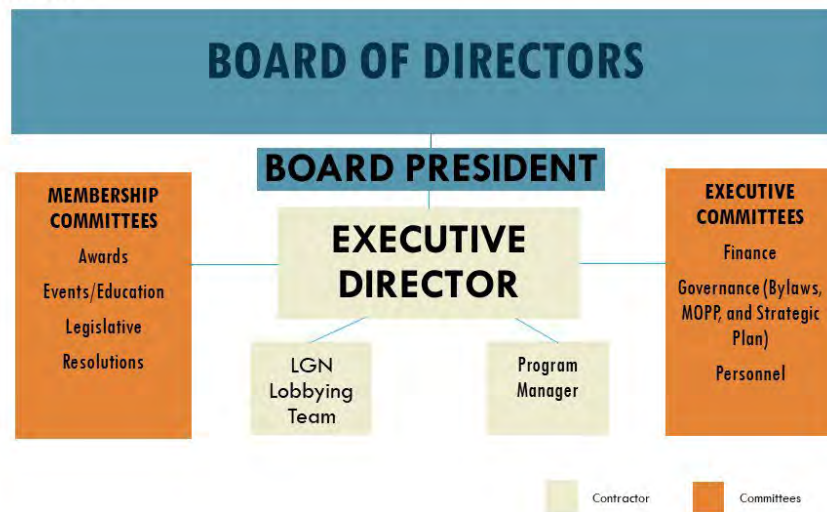 BOARD OF DIRECTORS
BOARD PRESIDENT
MEMBERSHIP
COMMITTEES
Awards
Events/Education
Legislative
Resolutions
EXECUTIVE
DIRECTOR
EXECUTIVE
COMMITTEES
Finance
Governance (Bylaws,
MOPP, and Strategic
Plan)
Personnel
LGN
Lobbying
Team
Program
Manager
Contractor
Committees